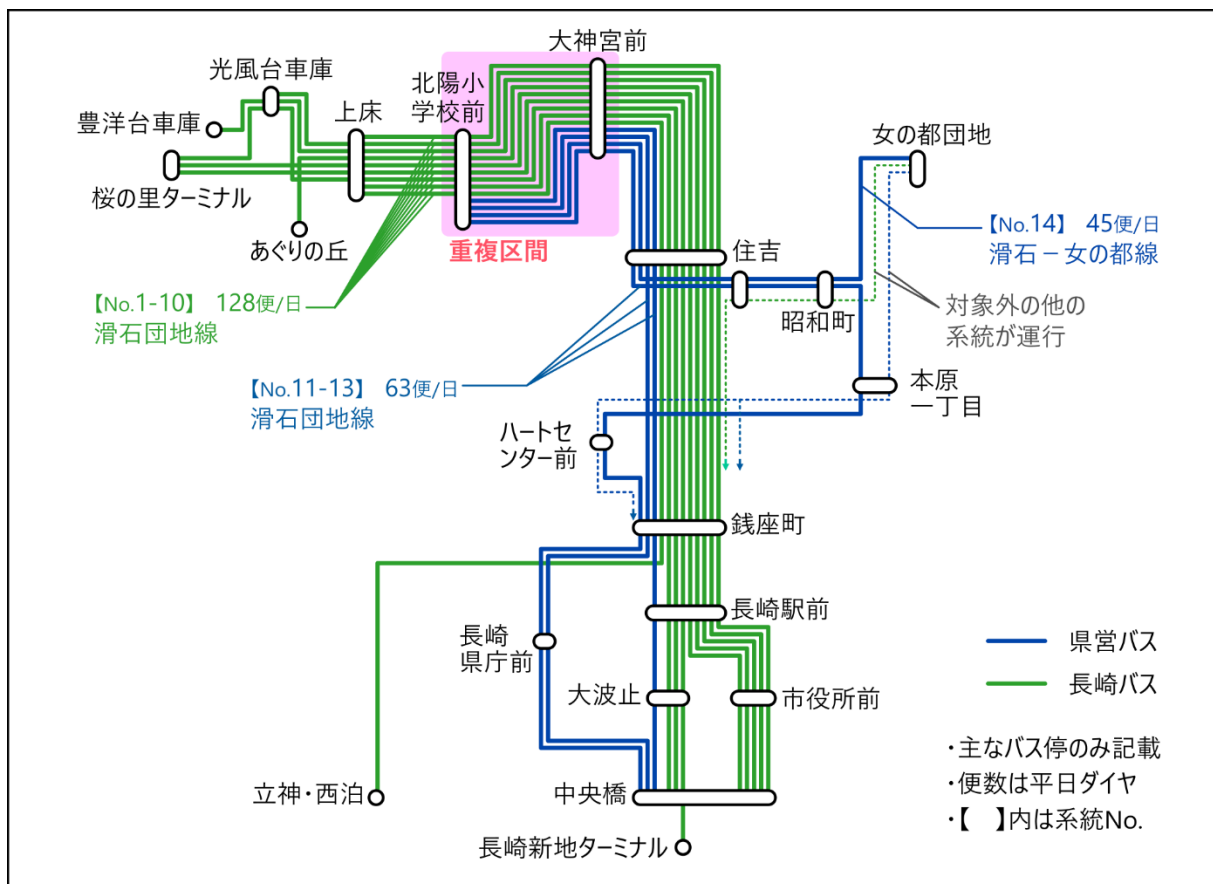 大神宮前
光風台車庫
北陽小
学校前
上床
豊洋台車庫
女の都団地
桜の里ターミナル
あぐりの丘
重複区間
住吉
【No.14】 45便/日
滑石－女の都線
【No.1-10】 128便/日
滑石団地線
昭和町
対象外の他の
系統が運行
【No.11-13】 63便/日
滑石団地線
本原
一丁目
ハートセ
ンター前
銭座町
長崎駅前
長崎
県庁前
県営バス
長崎バス
大波止
市役所前
・主なバス停のみ記載
・便数は平日ダイヤ
・【　】内は系統No.
立神・西泊
中央橋
長崎新地ターミナル